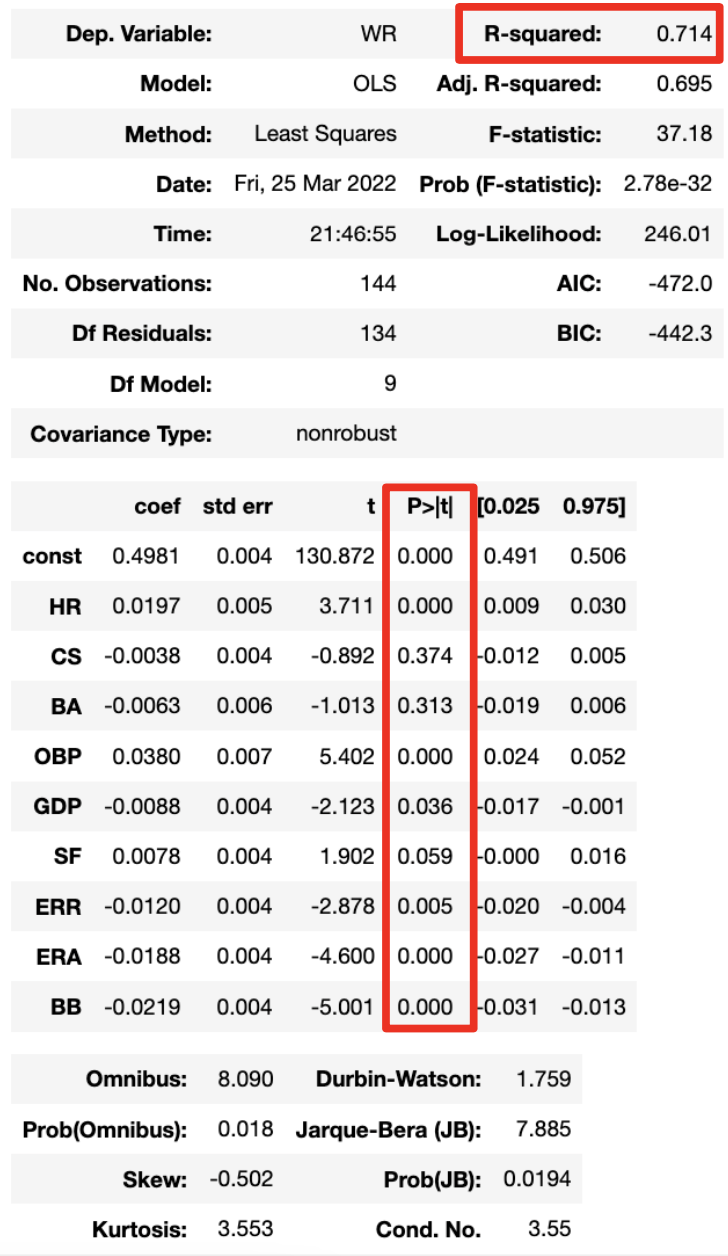 Dep. Variable: WR R-squared: 0.714
Model: OLS Adj. R-squared: 0.695
Method: Least Squares F-statistic: 37.18
Date: Fri, 25 Mar 2022 Prob (F-statistic): 2.78e-32
Time: 21:46:55 Log-Likelihood: 246.01
No. Observations: 144 AIC: -472.0
Df Residuals: 134 BIC: -442.3
Df Model: 9
Covariance Type: nonrobust
coef std err t P>|t| [0.025 0.975]
const 0.4981 0.004 130.872 0.000 0.491 0.506
HR 0.0197 0.005 3.711 0.000 0.009 0.030
CS -0.0038 0.004 -0.892 0.374 -0.012 0.005
BA -0.0063 0.006 -1.013 0.313 -0.019 0.006
OBP 0.0380 0.007 5.402 0.000 0.024 0.052
GDP -0.0088 0.004 -2.123 0.036 -0.017 -0.001
SF 0.0078 0.004 1.902 0.059 -0.000 0.016
ERR -0.0120 0.004 -2.878 0.005 -0.020 -0.004
ERA -0.0188 0.004 -4.600 0.000 -0.027 -0.011
BB -0.0219 0.004 -5.001 0.000 -0.031 -0.013
Omnibus: 8.090 Durbin-Watson: 1.759
Prob(Omnibus): 0.018 Jarque-Bera (JB): 7.885
Skew: -0.502 Prob(JB): 0.0194
Kurtosis: 3.553 Cond. No. 3.55